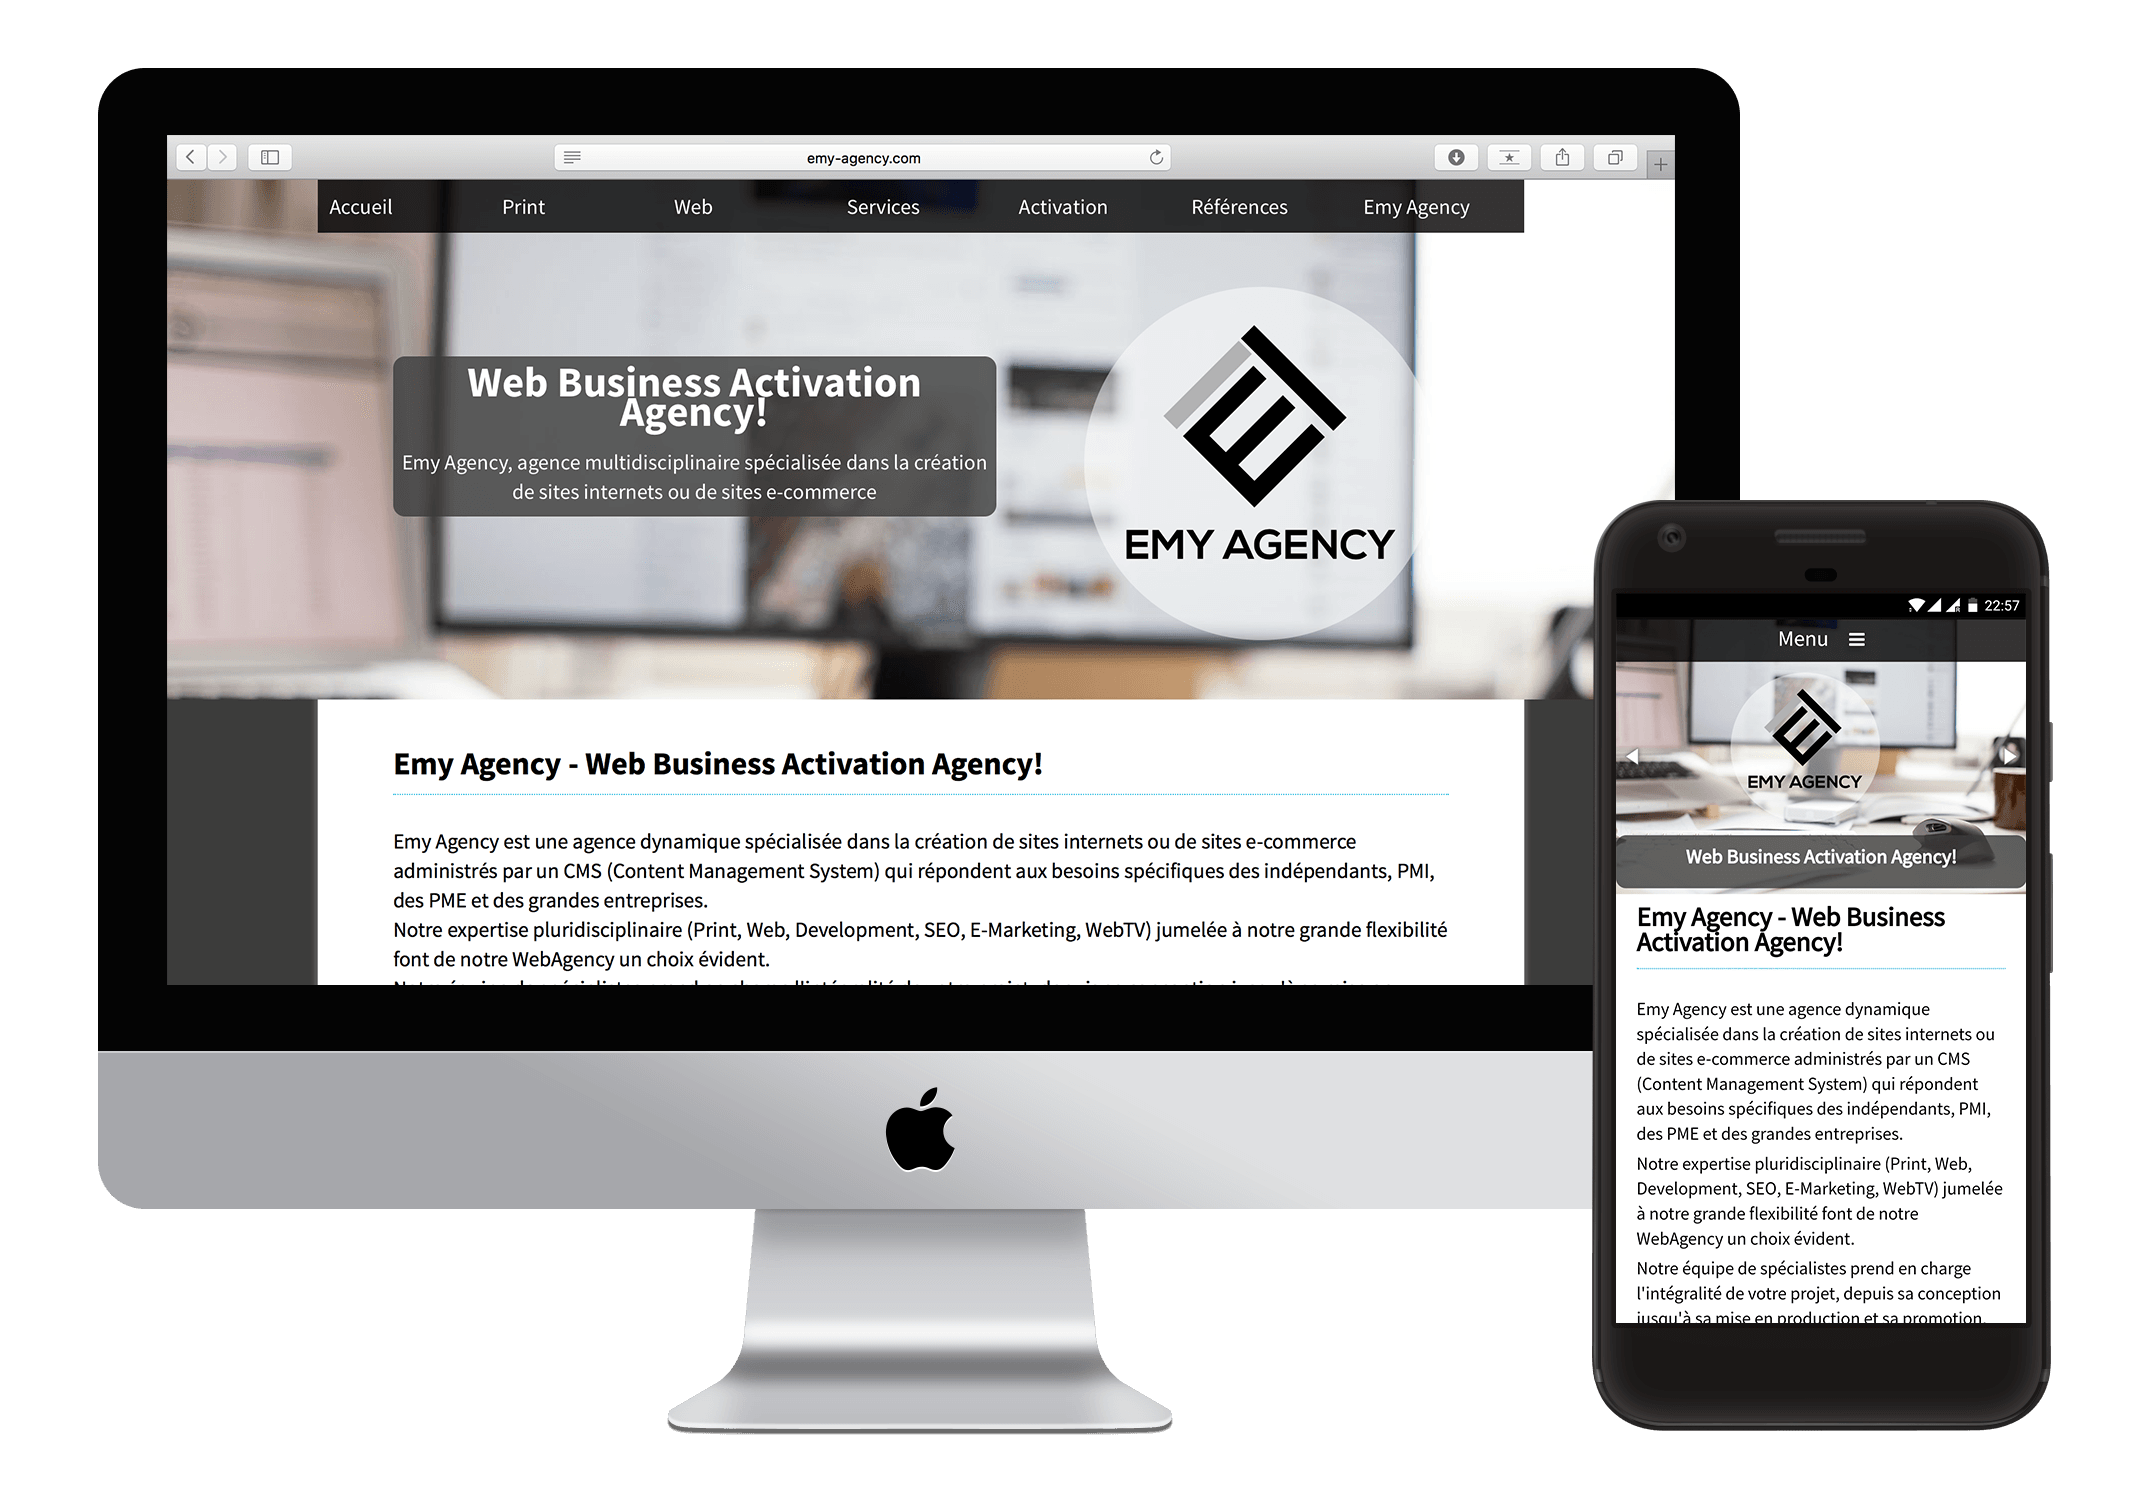 emy-agency.com
Accueil Print Web Services Activation Références Emy Agency
Web Business Activation
Agency!
Emy Agency, agence multidisciplinaire spécialisée dans la création
de sites internets ou de sites e-commerce
EMY AGENCY
Emy Agency - Web Business Activation Agency!
Emy Agency est une agence dynamique spécialisée dans la création de sites internets ou de sites e-commerce
administrés par un CMS (Content Management System) qui répondent aux besoins spécifiques des indépendants, PMI,
des PME et des grandes entreprises.
Notre expertise pluridisciplinaire (Print, Web, Development, SEO, E-Marketing, WebTV) jumelée à notre grande flexibilité
font de notre WebAgency un choix évident.
22:57
Menu
EMY AGENCY
Web Business Activation Agency!
Emy Agency - Web Business
Activation Agency!
Emy Agency est une agence dynamique
spécialisée dans la création de sites internets ou
de sites e-commerce administrés par un CMS
(Content Management System) qui répondent
aux besoins spécifiques des indépendants, PMI,
des PME et des grandes entreprises.
Notre expertise pluridisciplinaire (Print, Web,
Development, SEO, E-Marketing, WebTV) jumelée
à notre grande flexibilité font de notre
WebAgency un choix évident.
Notre équipe de spécialistes prend en charge
l'intégralité de votre projet, depuis sa conception
jusqu'à sa mise en production et sa promotion.